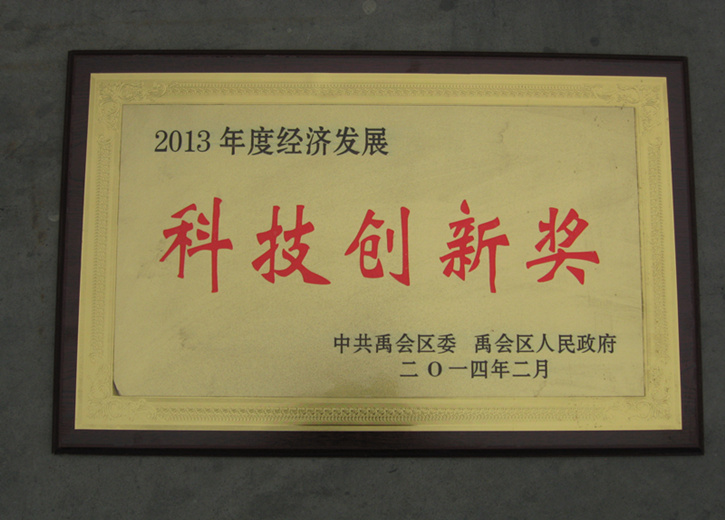 2013年度经济发展
科技创新奖
中共禹会区委 禹会区人民政府
二O一四年二月